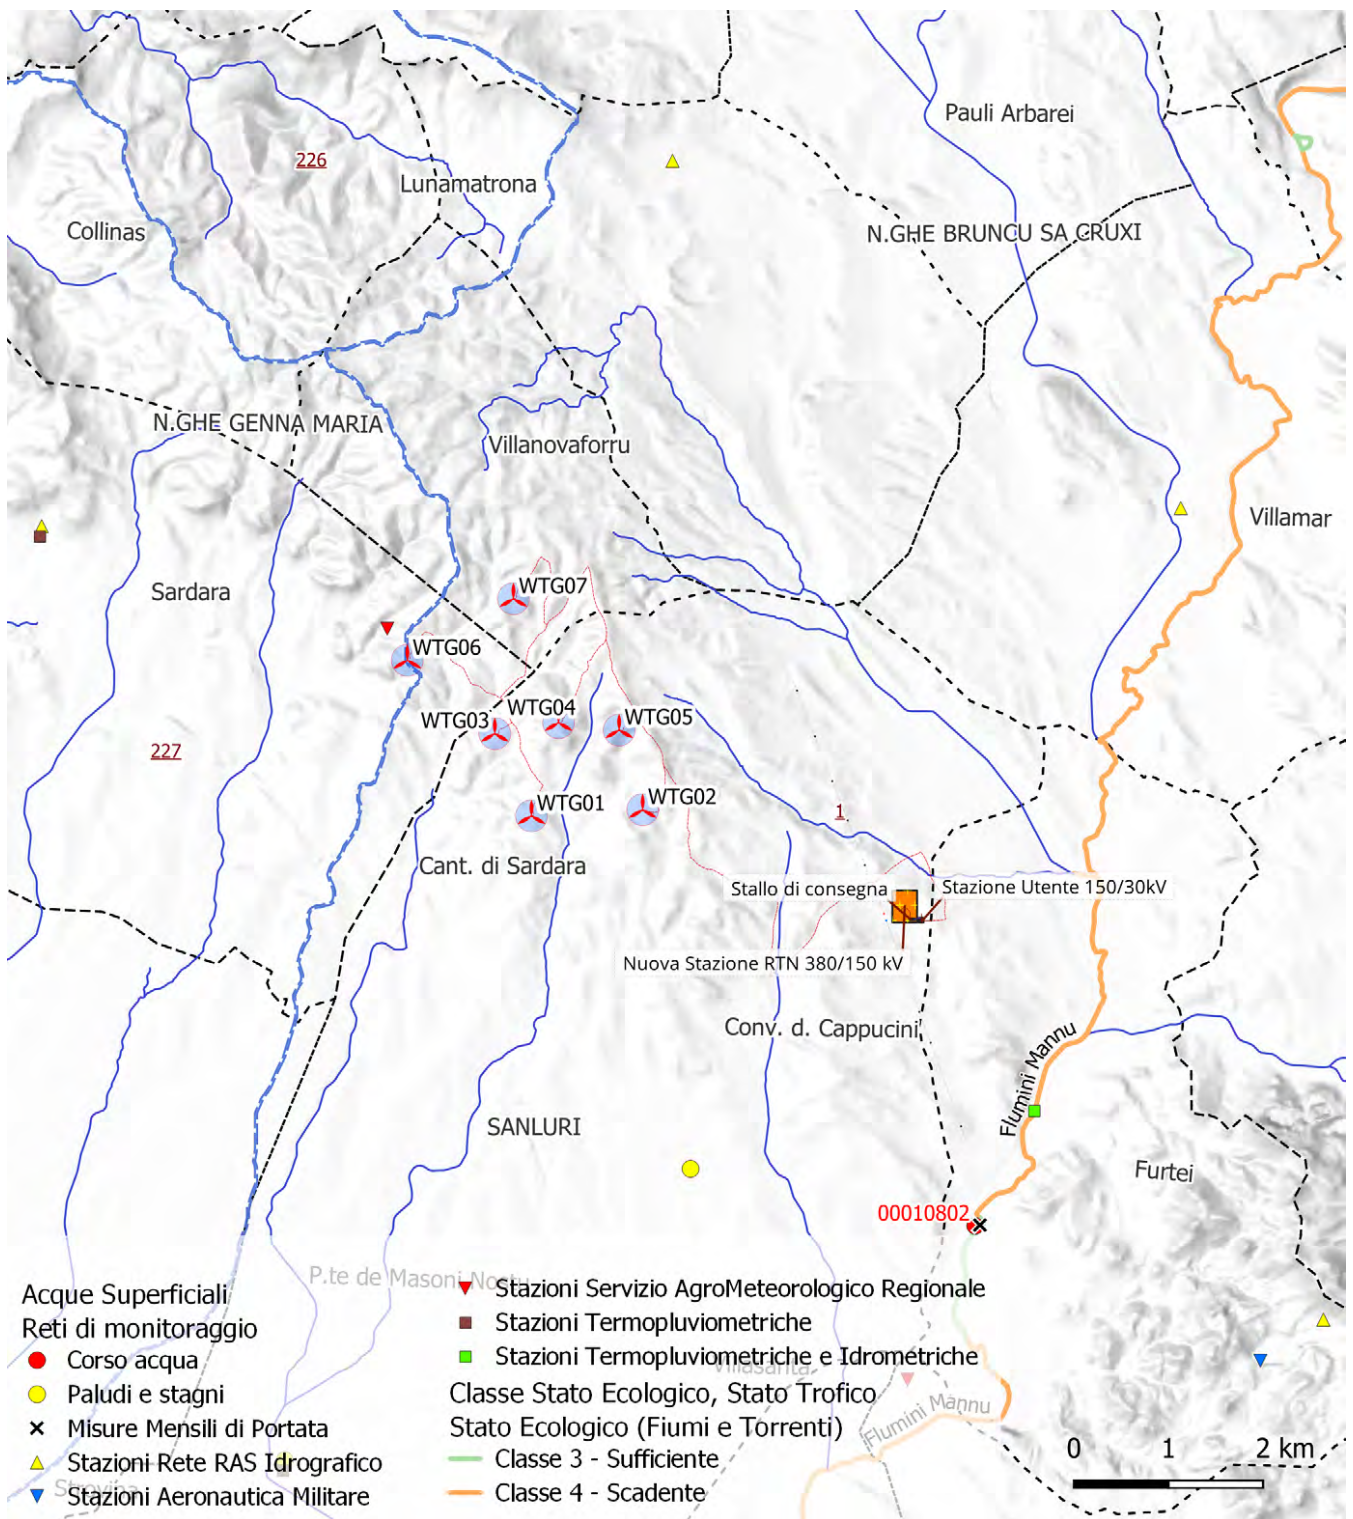 Pauli Arbarei
226
Lunamatrona
Collinas
N.GHE BRUNCU SA CRUXI
N.GHE GENNA MARIA
Villanovaforru
Villamar
Sardara
WTG07
WTG06
WTG04
WTG03
WTG05
227
WTG01
WTG02
1
Cant. di Sardara
Stallo di consegna
Stazione Utente 150/30kV
Nuova Stazione RTN 380/150 kV
Conv. d. Cappucini
Flumini Mannu
SANLURI
Furtei
00010802
P.te de Masoni Nostu
Villasanta
Flumini Mannu
Strovina
Acque Superficiali
Reti di monitoraggio
Corso acqua
Paludi e stagni
Misure Mensili di Portata
Stazioni Rete RAS Idrografico
Stazioni Aeronautica Militare
Stazioni Servizio AgroMeteorologico Regionale
Stazioni Termopluviometriche
Stazioni Termopluviometriche e Idrometriche
Classe Stato Ecologico, Stato Trofico
Stato Ecologico (Fiumi e Torrenti)
Classe 3 - Sufficiente
Classe 4 - Scadente
0 1 2 km